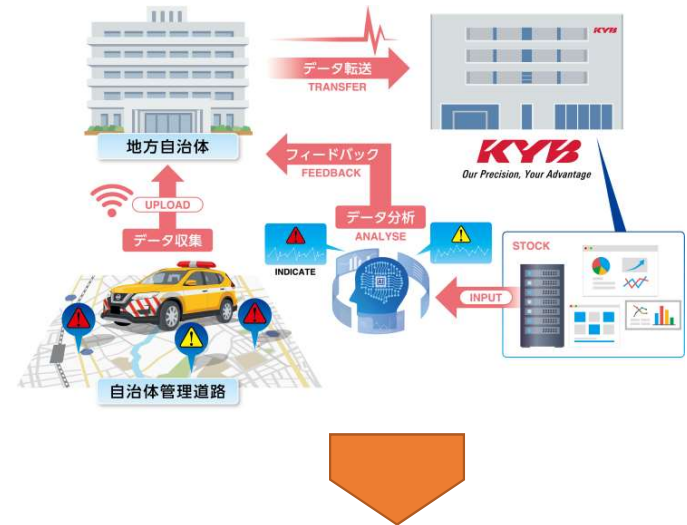 KYB
データ転送
TRANSFER
地方自治体
KYB
Our Precision, Your Advantage
フィードバック
FEEDBACK
UPLOAD
データ収集
データ分析
ANALYSE
INDICATE
STOCK
INPUT
自治体管理道路